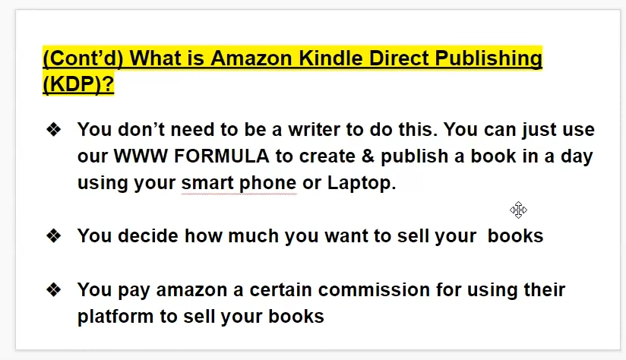 (Cont’d) What is Amazon Kindle Direct Publishing
(KDP)?
❖ You don’t need to be a writer to do this. You can just use
our WWW FORMULA to create & publish a book in a day
using your smart phone or Laptop.
❖ You decide how much you want to sell your  books
❖ You pay amazon a certain commission for using their
platform to sell your books